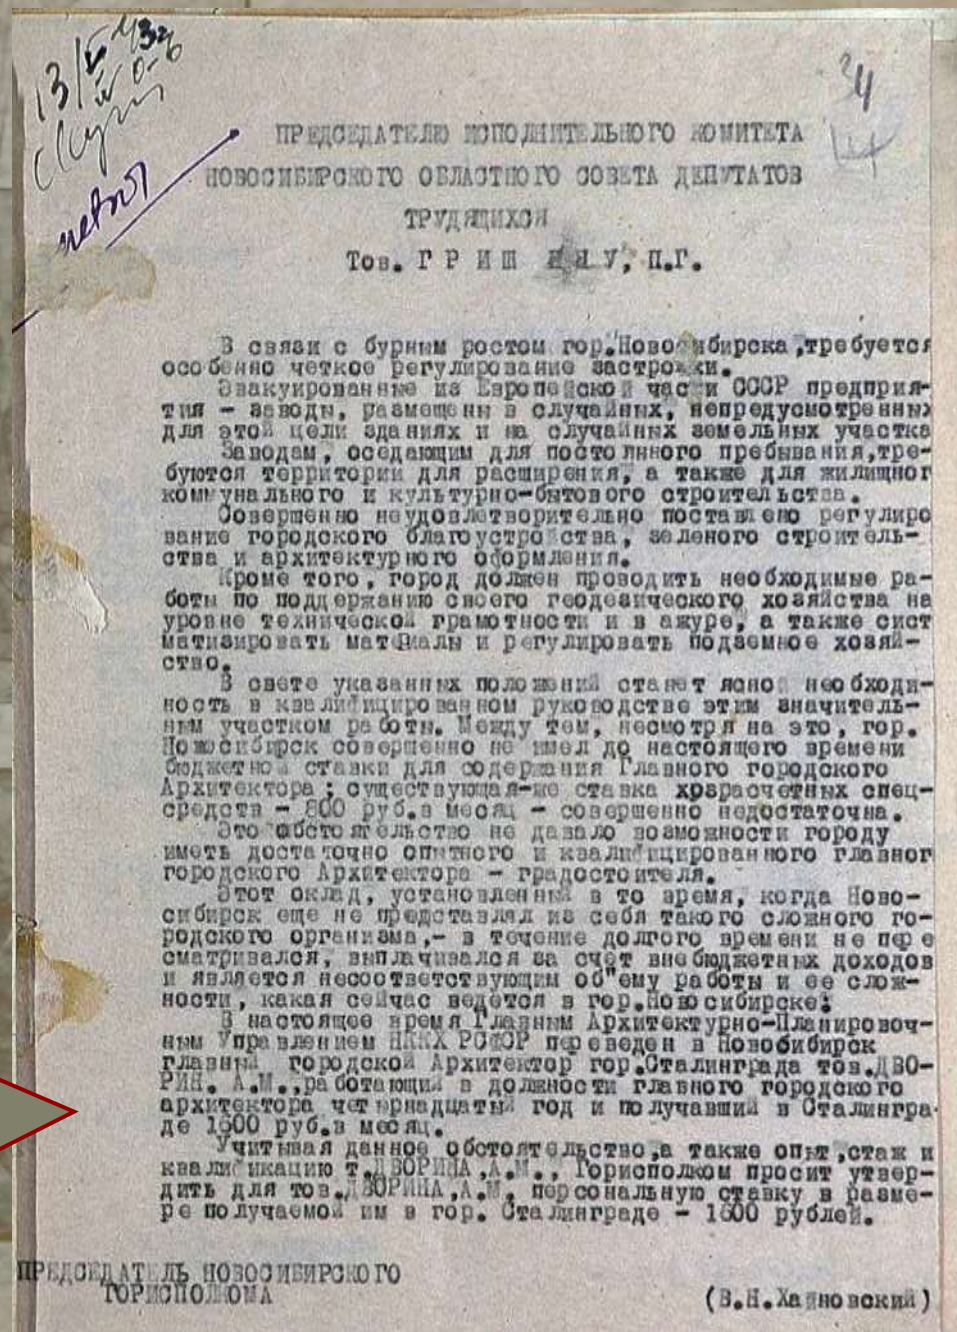 13/V 43г
24
ПРЕДСЕДАТЕЛЮ ИСПОЛНИТЕЛЬНОГО КОМИТЕТА
НОВОСИБИРСКОГО ОБЛАСТНОГО СОВЕТА ДЕПУТАТОВ
ТРУДЯЩИХСЯ
Тов. Г Р И Ш И Н У, П.Г.
В связи с бурным ростом гор.Новосибирска,требуется
особенно четкое регулирование застройки.
Эвакуированные из Европейской части СССР предприя-
тия - заводы, размещены в случайных, непредусмотренных
для этой цели зданиях и на случайных земельных участка
Заводам, оседающим для постоянного пребывания,тре-
буются территории для расширения, а также для жилищног
коммунального и культурно-бытового строительства.
Совершенно неудовлетворительно поставлено регулиро
вание городского благоустройства, зеленого строитель-
ства и архитектурного оформления.
Кроме того, город должен проводить необходимые ра-
боты по поддержанию своего геодезического хозяйства на
уровне технической грамотности и в ажуре, а также сист
матизировать материалы и регулировать подземное хозяй-
ство.
В свете указанных положений станет ясной необходи-
ность в квалифицированном руководстве этим значитель-
ным участком работы. Между тем, несмотря на это, гор.
Новосибирск совершенно не имел до настоящего времени
бюджетной ставки для содержания Главного городского
Архитектора; существующая-же ставка хозрасчетных спец-
средств - 800 руб.в месяц - совершенно недостаточна.
Это обстоятельство не давало возможности городу
иметь достаточно опытного и квалифицированного главног
городского Архитектора - градостоителя.
Этот оклад, установленный в то время, когда Ново-
сибирск еще не представлял из себя такого сложного го-
родского организма,- в течение долгого времени не пере
сматривался, выплачивался за счет внебюджетных доходов
и является несоответствующим об"ему работы и ее слож-
ности, какая сейчас ведется в гор.Новосибирске;
В настоящее время Главным Архитектурно-Планировоч-
ным Управлением НККХ РСФСР переведен в Новосибирск
главный городской Архитектор гор.Сталинграда тов.ДВО-
РИН. А.М.,работающий в должности главного городского
архитектора четырнадцатый год и получавший в Сталингра-
де 1600 руб.в месяц.
Учитывая данное обстоятельство,а также опыт,стаж и
квалификацию т.ДВОРИНА,А.М., Горисполком просит утвер-
дить для тов.ДВОРИНА,А.М. персональную ставку в разме-
ре получаемой им в гор. Сталинграде - 1600 рублей.
ПРЕДСЕДАТЕЛЬ НОВОСИБИРСКОГО
ГОРИСПОЛКОМА
(В.Н.Хайновский)